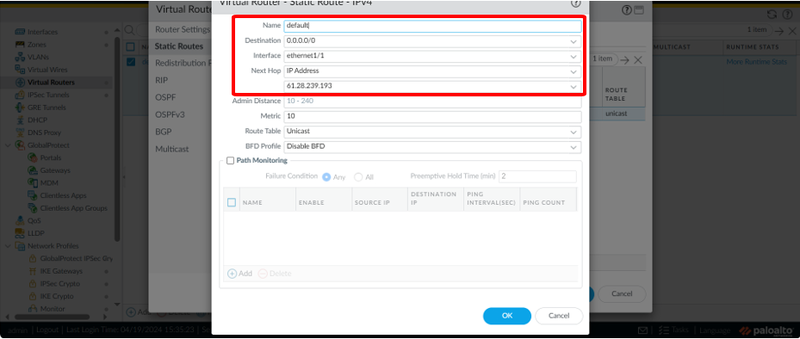 Virtual Router - Static Route - IPv4
Name default
Destination 0.0.0.0/0
Interface ethernet1/1
Next Hop IP Address
61.28.239.193
Admin Distance 10 - 240
Metric 10
Route Table Unicast
BFD Profile Disable BFD
Path Monitoring
Failure Condition Any All Preemptive Hold Time (min) 2
NAME ENABLE SOURCE IP DESTINATION IP PING INTERVAL(SEC) PING COUNT
Add Delete
OK Cancel
Virtual Rout
Router Settings
Static Routes
Redistribution
RIP
OSPF
OSPFv3
BGP
Multicast
1 item
ROUTE TABLE
unicast
Cancel
Interfaces
Zones
VLANs
Virtual Wires
Virtual Routers
IPSec Tunnels
GRE Tunnels
DHCP
DNS Proxy
GlobalProtect
Portals
Gateways
MDM
Clientless Apps
Clientless App Groups
QoS
LLDP
Network Profiles
GlobalProtect IPSec Cry
IKE Gateways
IPSec Crypto
IKE Crypto
Monitor
1 item
MULTICAST RUNTIME STATS
More Runtime Stats
Add
admin | Logout | Last Login Time: 04/19/2024 15:35:23
Tasks | Language
paloalto